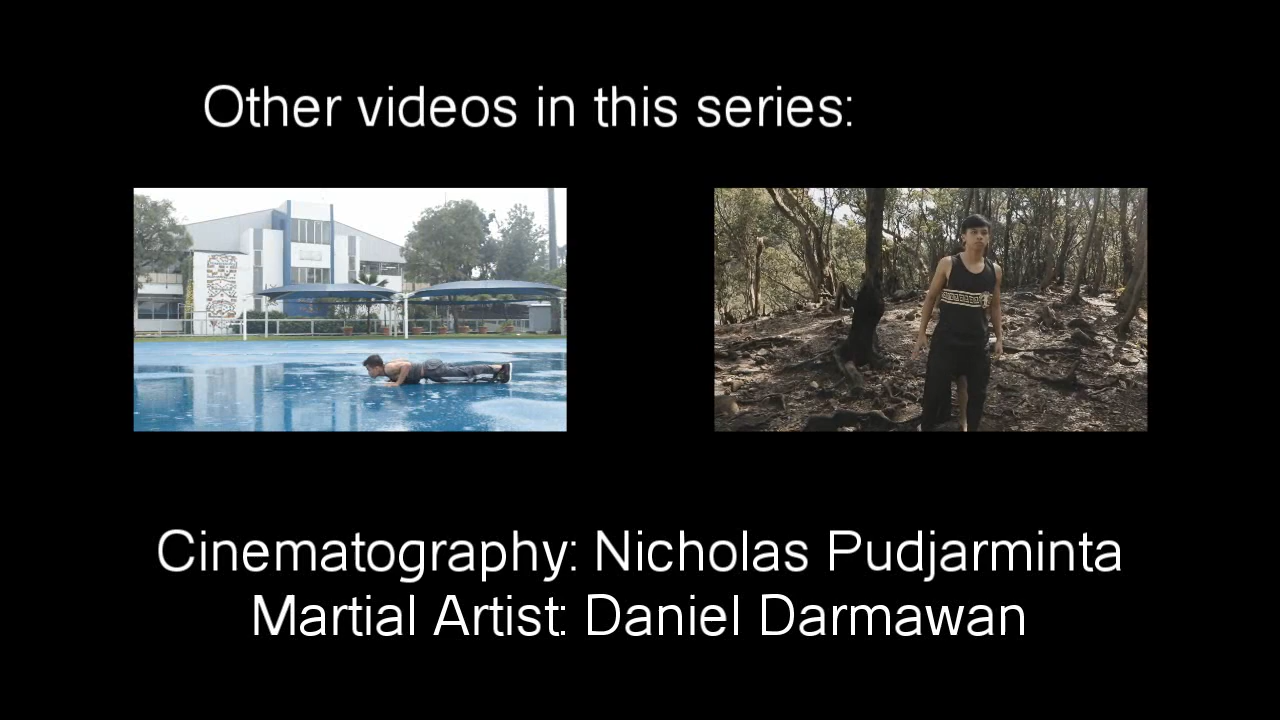 Other videos in this series:
Cinematography: Nicholas Pudjarminta
Martial Artist: Daniel Darmawan